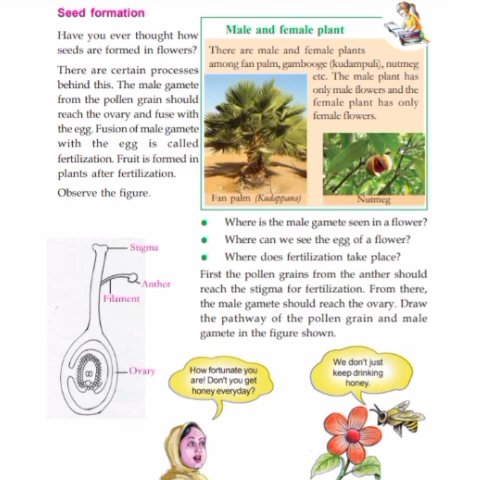 Seed formation
Have you ever thought how
seeds are formed in flowers?
There are certain processes
behind this. The male gamete
from the pollen grain should
reach the ovary and fuse with
the egg. Fusion of male gamete
with the egg is called
fertilization. Fruit is formed in
plants after fertilization.
Observe the figure.
Male and female plant
There are male and female plants
among fan palm, gambooge (kudampuli), nutmeg
etc. The male plant has
only male flowers and the
female plant has only
female flowers.
Fan palm (Kudappana)
Nutmeg
• Where is the male gamete seen in a flower?
• Where can we see the egg of a flower?
• Where does fertilization take place?
First the pollen grains from the anther should
reach the stigma for fertilization. From there,
the male gamete should reach the ovary. Draw
the pathway of the pollen grain and male
gamete in the figure shown.
Stigma
Anther
Filament
Ovary
How fortunate you
are! Don't you get
honey everyday?
We don't just
keep drinking
honey.